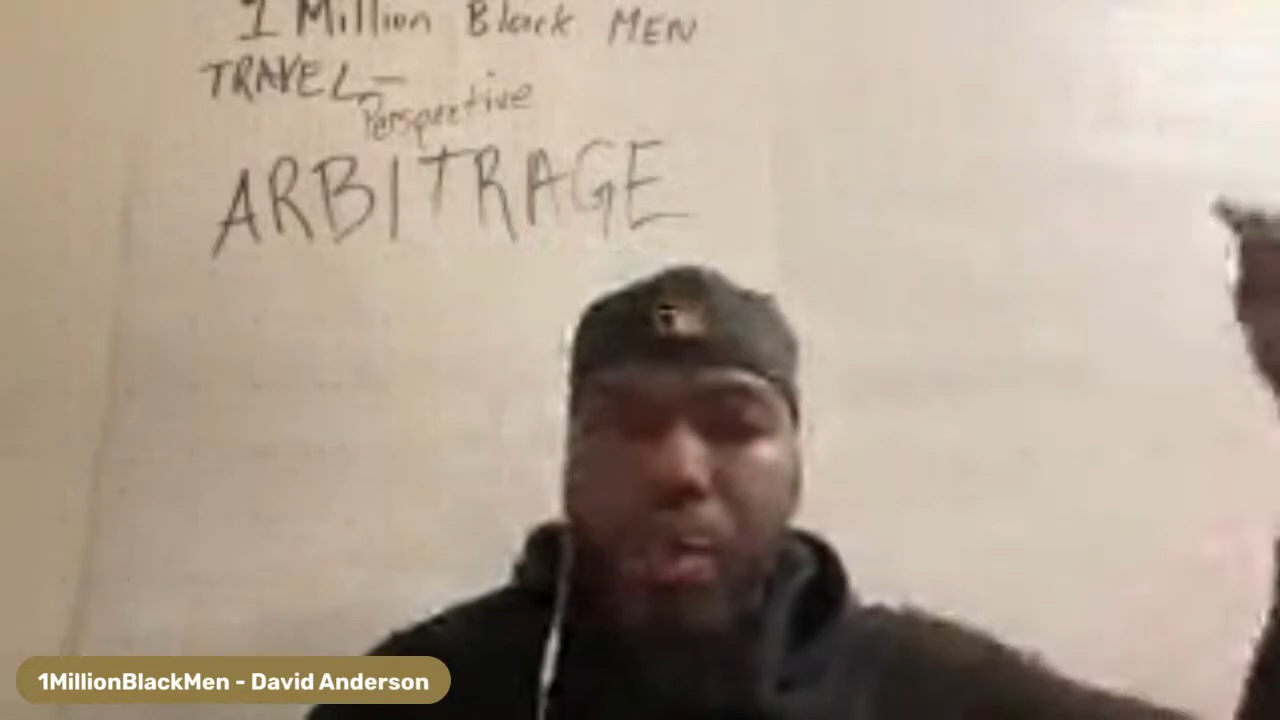 1 Million Black MEN
TRAVEL-
Perspective
ARBITRAGE
1MillionBlackMen - David Anderson